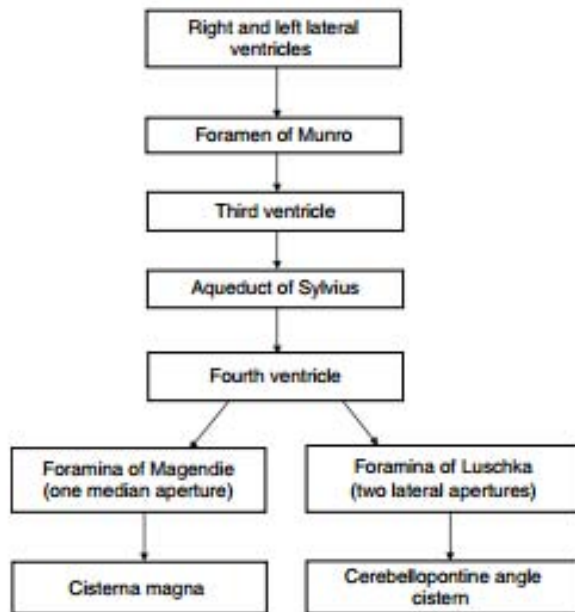 Right and left lateral
ventricles
Foramen of Munro
Third ventricle
Aqueduct of Sylvius
Fourth ventricle
Foramina of Magendie
(one median aperture)
Foramina of Luschka
(two lateral apertures)
Cisterna magna
Cerebellopontine angle
cistern